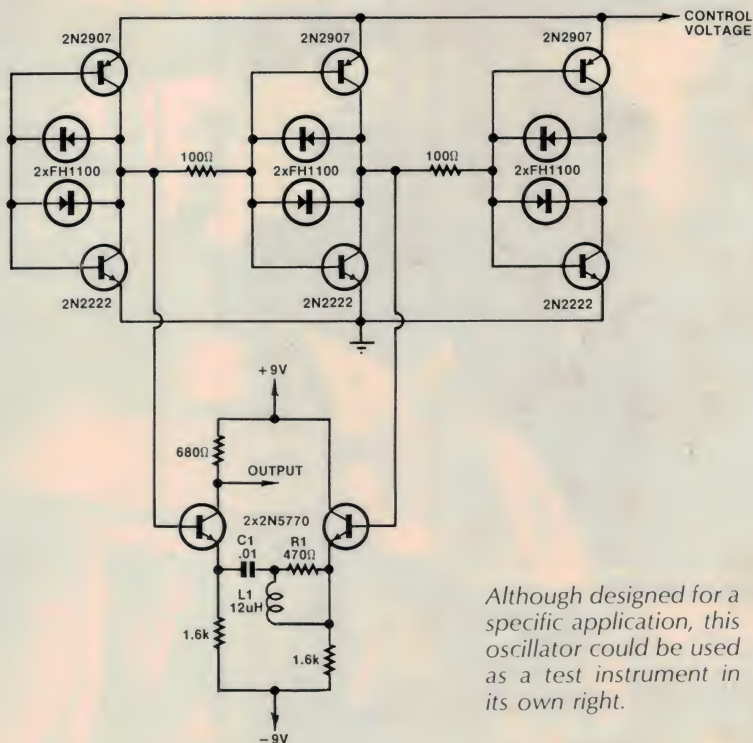 CONTROL
VOLTAGE
2N2907
2N2907
2N2907
2xFH1100
100Ω
2xFH1100
100Ω
2xFH1100
2N2222
2N2222
2N2222
+9V
680Ω
OUTPUT
2x2N5770
C1
.01
R1
470Ω
L1
12uH
1.6k
1.6k
−9V
Although designed for a
specific application, this
oscillator could be used
as a test instrument in
its own right.